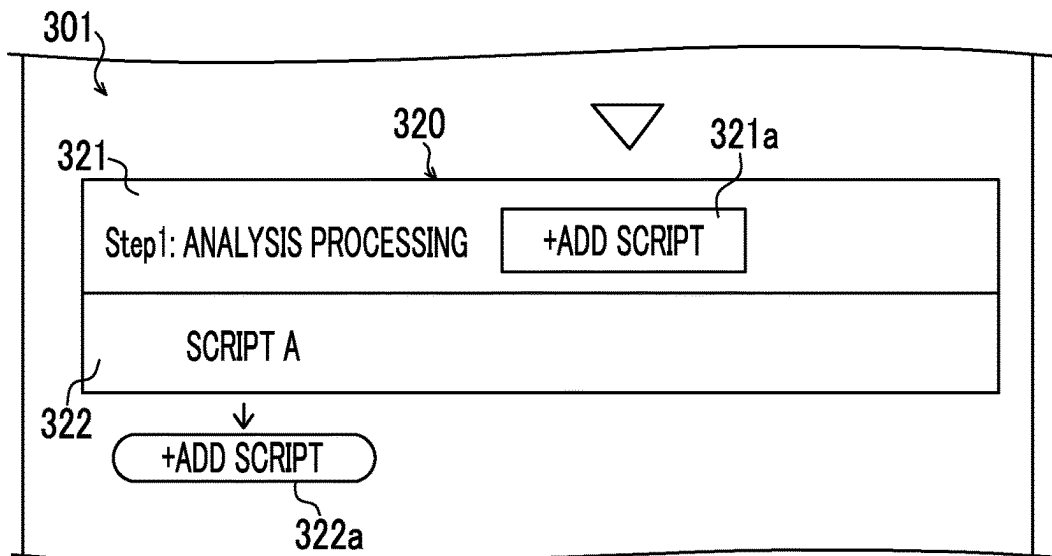 301
320
321a
321
Step1: ANALYSIS PROCESSING
+ADD SCRIPT
SCRIPT A
322
+ADD SCRIPT
322a